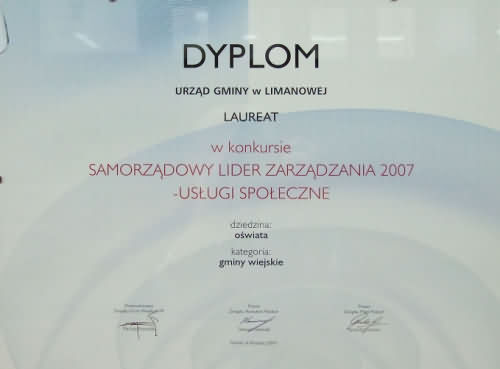 DYPLOM
URZĄD GMINY w LIMANOWEJ
LAUREAT
w konkursie
SAMORZĄDOWY LIDER ZARZĄDZANIA 2007
-USŁUGI SPOŁECZNE
dziedzina:
oświata
kategoria:
gminy wiejskie